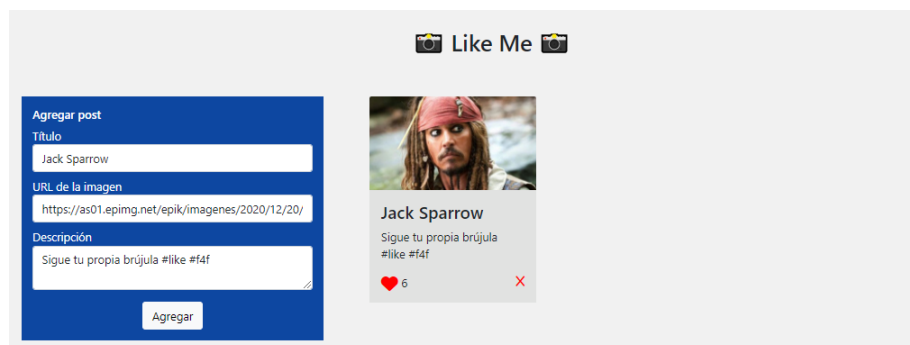 📷 Like Me 📷
Agregar post
Título
Jack Sparrow
URL de la imagen
https://as01.epimg.net/epik/imagenes/2020/12/20/
Descripción
Sigue tu propia brújula #like #f4f
Agregar
Jack Sparrow
Sigue tu propia brújula
#like #f4f
6
X